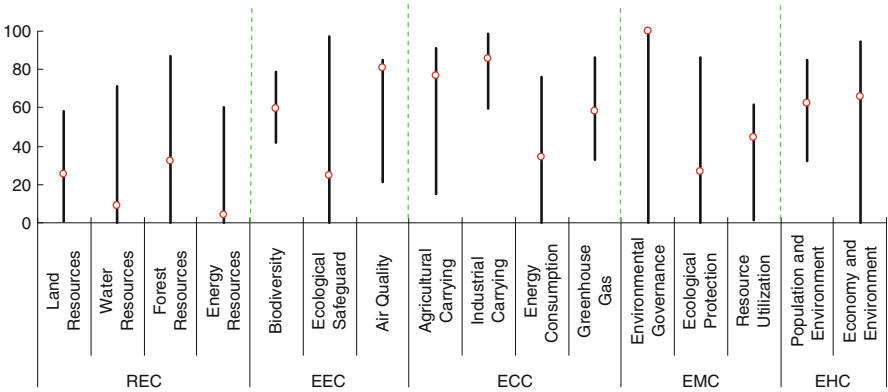 100
80
60
40
20
0
Land
Resources
Water
Resources
Forest
Resources
Energy
Resources
Biodiversity
Ecological
Safeguard
Air Quality
Agricultural
Carrying
Industrial
Carrying
Energy
Consumption
Greenhouse
Gas
Environmental
Governance
Ecological
Protection
Resource
Utilization
Population and
Environment
Economy and
Environment
REC
EEC
ECC
EMC
EHC